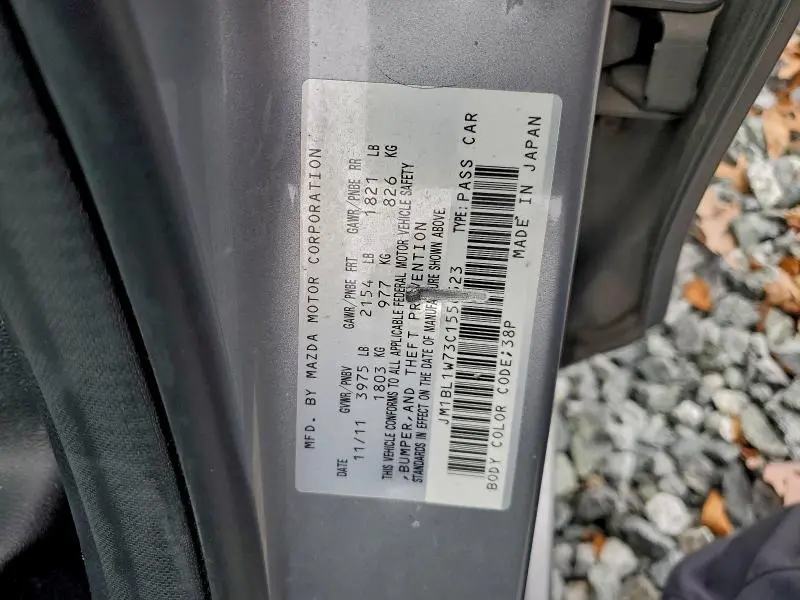 MFD. BY MAZDA MOTOR CORPORATION
DATE GVWR/PNBV GAWR/PNBE FRT GAWR/PNBE RR
11/11 3975 LB 2154 LB 1821 LB
1803 KG 977 KG 826 KG
THIS VEHICLE CONFORMS TO ALL APPLICABLE FEDERAL MOTOR VEHICLE SAFETY
,BUMPER,AND THEFT PREVENTION
STANDARDS IN EFFECT ON THE DATE OF MANUFACTURE SHOWN ABOVE
TYPE:PASS CAR
BODY COLOR CODE;38P
MADE IN JAPAN